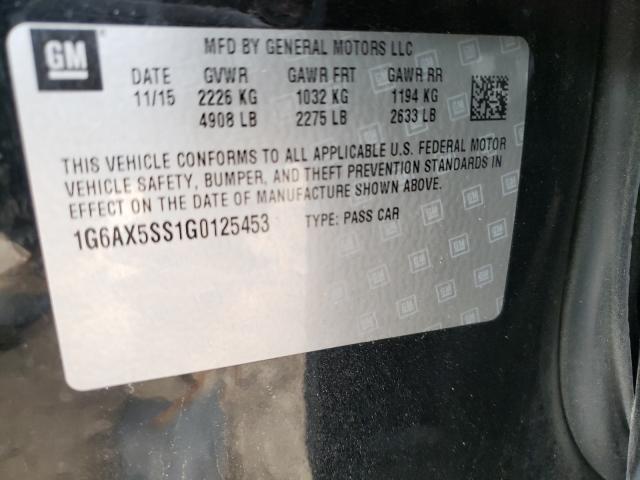 GM
MFD BY GENERAL MOTORS LLC
DATE GVWR GAWR FRT GAWR RR
11/15 2226 KG 1032 KG 1194 KG
4908 LB 2275 LB 2633 LB
THIS VEHICLE CONFORMS TO ALL APPLICABLE U.S. FEDERAL MOTOR
VEHICLE SAFETY, BUMPER, AND THEFT PREVENTION STANDARDS IN
EFFECT ON THE DATE OF MANUFACTURE SHOWN ABOVE.
1G6AX5SS1G0125453 TYPE: PASS CAR